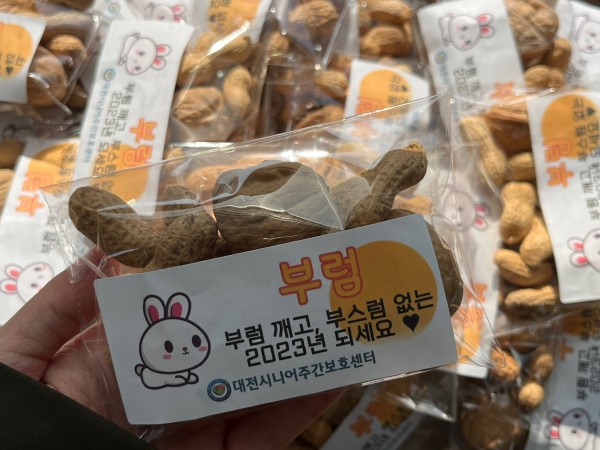 부럼
부럼 깨고, 부스럼 없는
2023년 되세요 ♥
대전시니어주간보호센터